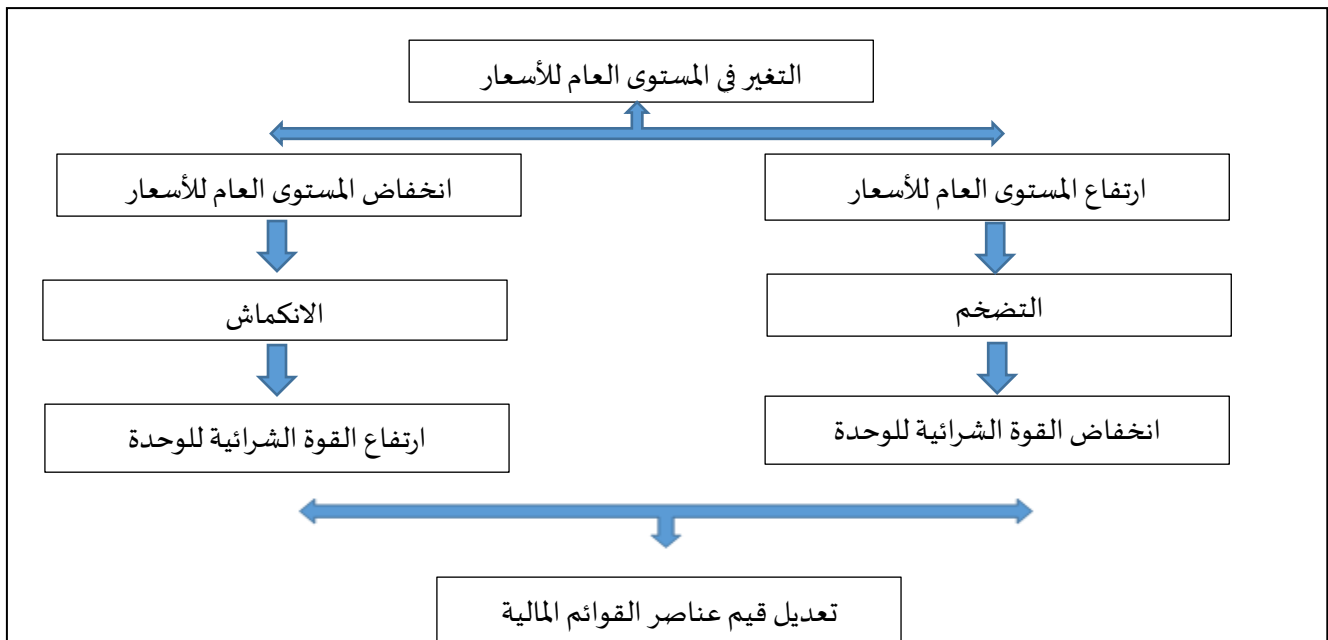 التغير في المستوى العام للأسعار
ارتفاع المستوى العام للأسعار
انخفاض المستوى العام للأسعار
التضخم
الانكماش
انخفاض القوة الشرائية للوحدة
ارتفاع القوة الشرائية للوحدة
تعديل قيم عناصر القوائم المالية